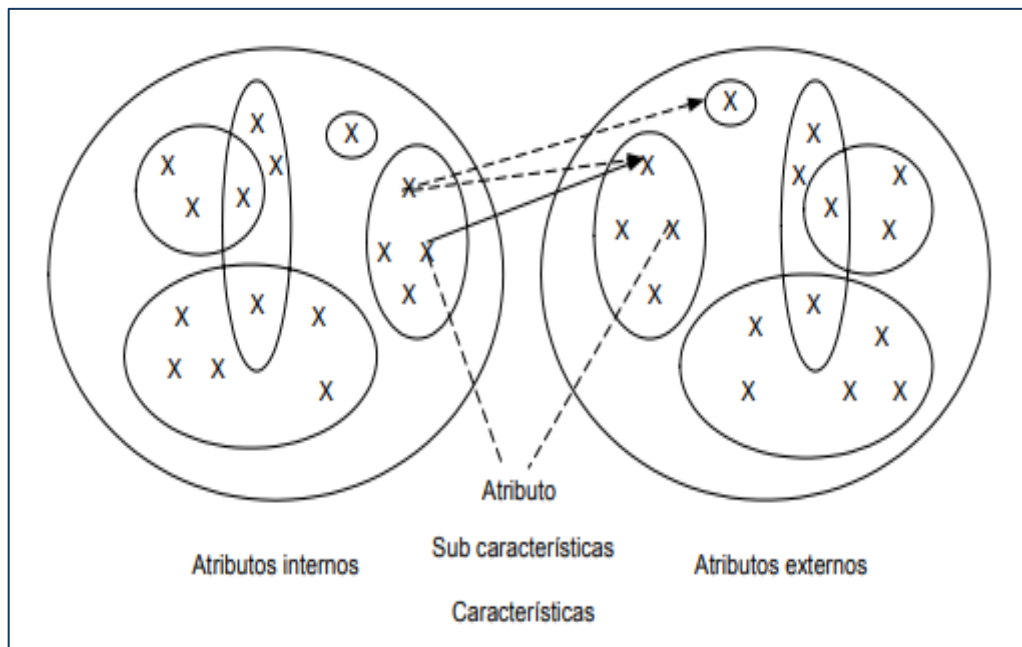 X X X X X X
X X X X X X X
X X X X X X X X X X
X X X X X X X
X X X X X X X X
Atributo
Sub características
Atributos internos
Atributos externos
Características